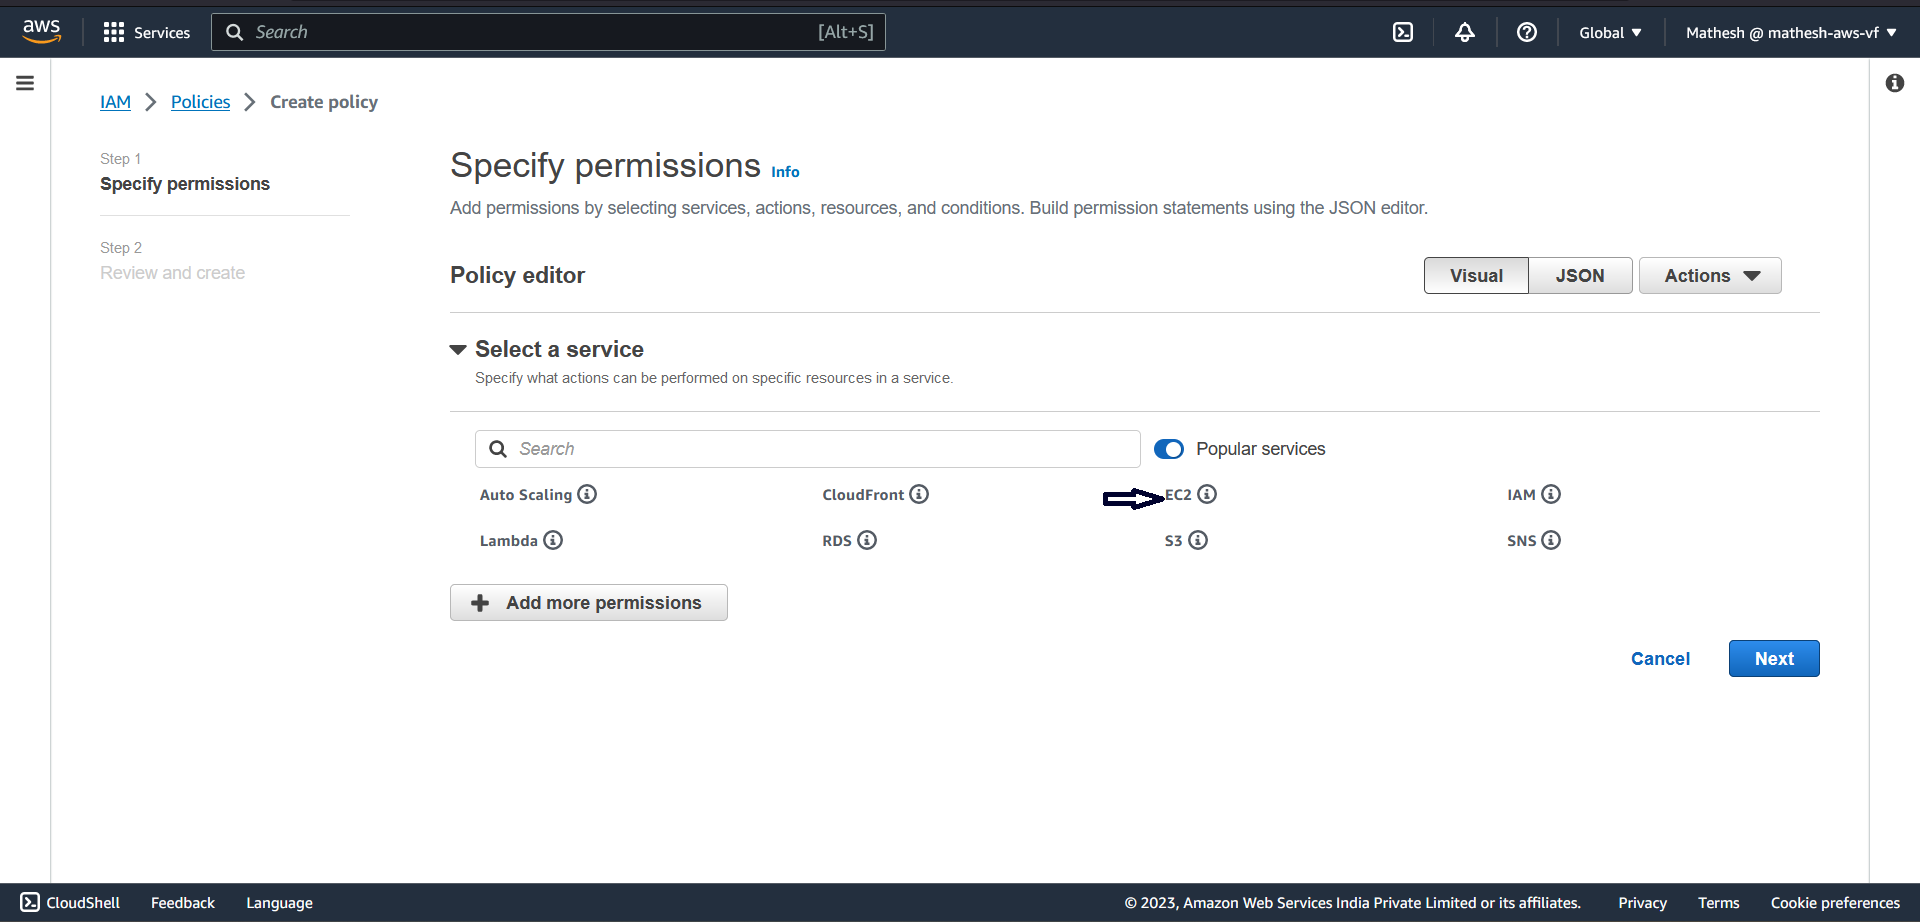 aws
Services
Search [Alt+S]
Global
Mathesh @ mathesh-aws-vf
IAM > Policies > Create policy
Step 1
Specify permissions
Step 2
Review and create
Specify permissions Info
Add permissions by selecting services, actions, resources, and conditions. Build permission statements using the JSON editor.
Policy editor
Visual JSON Actions
Select a service
Specify what actions can be performed on specific resources in a service.
Search
Popular services
Auto Scaling CloudFront EC2 IAM
Lambda RDS S3 SNS
Add more permissions
Cancel Next
CloudShell Feedback Language
© 2023, Amazon Web Services India Private Limited or its affiliates. Privacy Terms Cookie preferences